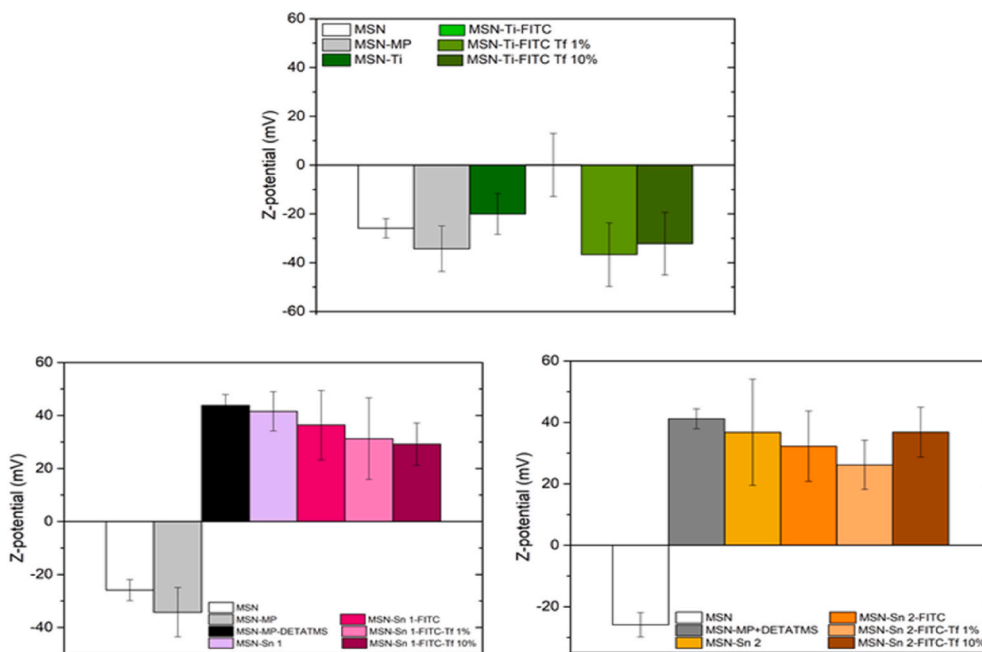 60
40
20
0
-20
-40
-60
Z-potential (mV)
MSN
MSN-MP
MSN-Ti
MSN-Ti-FITC
MSN-Ti-FITC Tf 1%
MSN-Ti-FITC Tf 10%
60
40
20
0
-20
-40
Z-potential (mV)
MSN
MSN-MP
MSN-MP-DETATMS
MSN-Sn 1
MSN-Sn 1-FITC
MSN-Sn 1-FITC-Tf 1%
MSN-Sn 1-FITC-Tf 10%
60
40
20
0
-20
Z-potential (mV)
MSN
MSN-MP+DETATMS
MSN-Sn 2
MSN-Sn 2-FITC
MSN-Sn 2-FITC-Tf 1%
MSN-Sn 2-FITC-Tf 10%